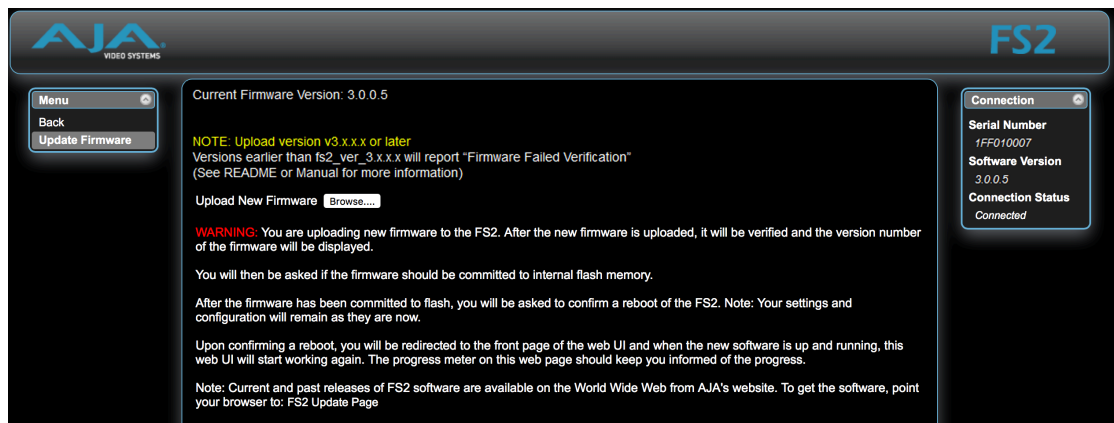 AJA
VIDEO SYSTEMS
FS2
Menu
Back
Update Firmware
Current Firmware Version: 3.0.0.5
NOTE: Upload version v3.x.x.x or later
Versions earlier than fs2_ver_3.x.x.x will report “Firmware Failed Verification”
(See README or Manual for more information)
Upload New Firmware Browse....
WARNING: You are uploading new firmware to the FS2. After the new firmware is uploaded, it will be verified and the version number
of the firmware will be displayed.
You will then be asked if the firmware should be committed to internal flash memory.
After the firmware has been committed to flash, you will be asked to confirm a reboot of the FS2. Note: Your settings and
configuration will remain as they are now.
Upon confirming a reboot, you will be redirected to the front page of the web UI and when the new software is up and running, this
web UI will start working again. The progress meter on this web page should keep you informed of the progress.
Note: Current and past releases of FS2 software are available on the World Wide Web from AJA's website. To get the software, point
your browser to: FS2 Update Page
Connection
Serial Number
1FF010007
Software Version
3.0.0.5
Connection Status
Connected